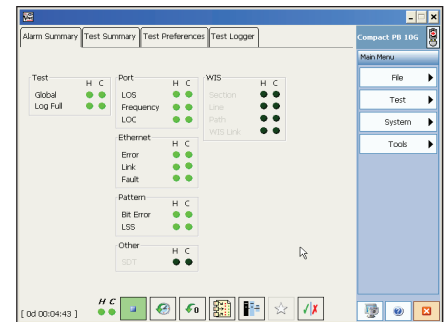 Alarm Summary Test Summary Test Preferences Test Logger
Compact PB 10G
Main Menu
File
Test
System
Tools
Test
H C
Global
Log Full
Port
H C
LOS
Frequency
LOC
WIS
H C
Section
Line
Path
WIS Link
Ethernet
H C
Error
Link
Fault
Pattern
H C
Bit Error
LSS
Other
H C
SDT
[ 0d 00:04:43 ]
H C
0